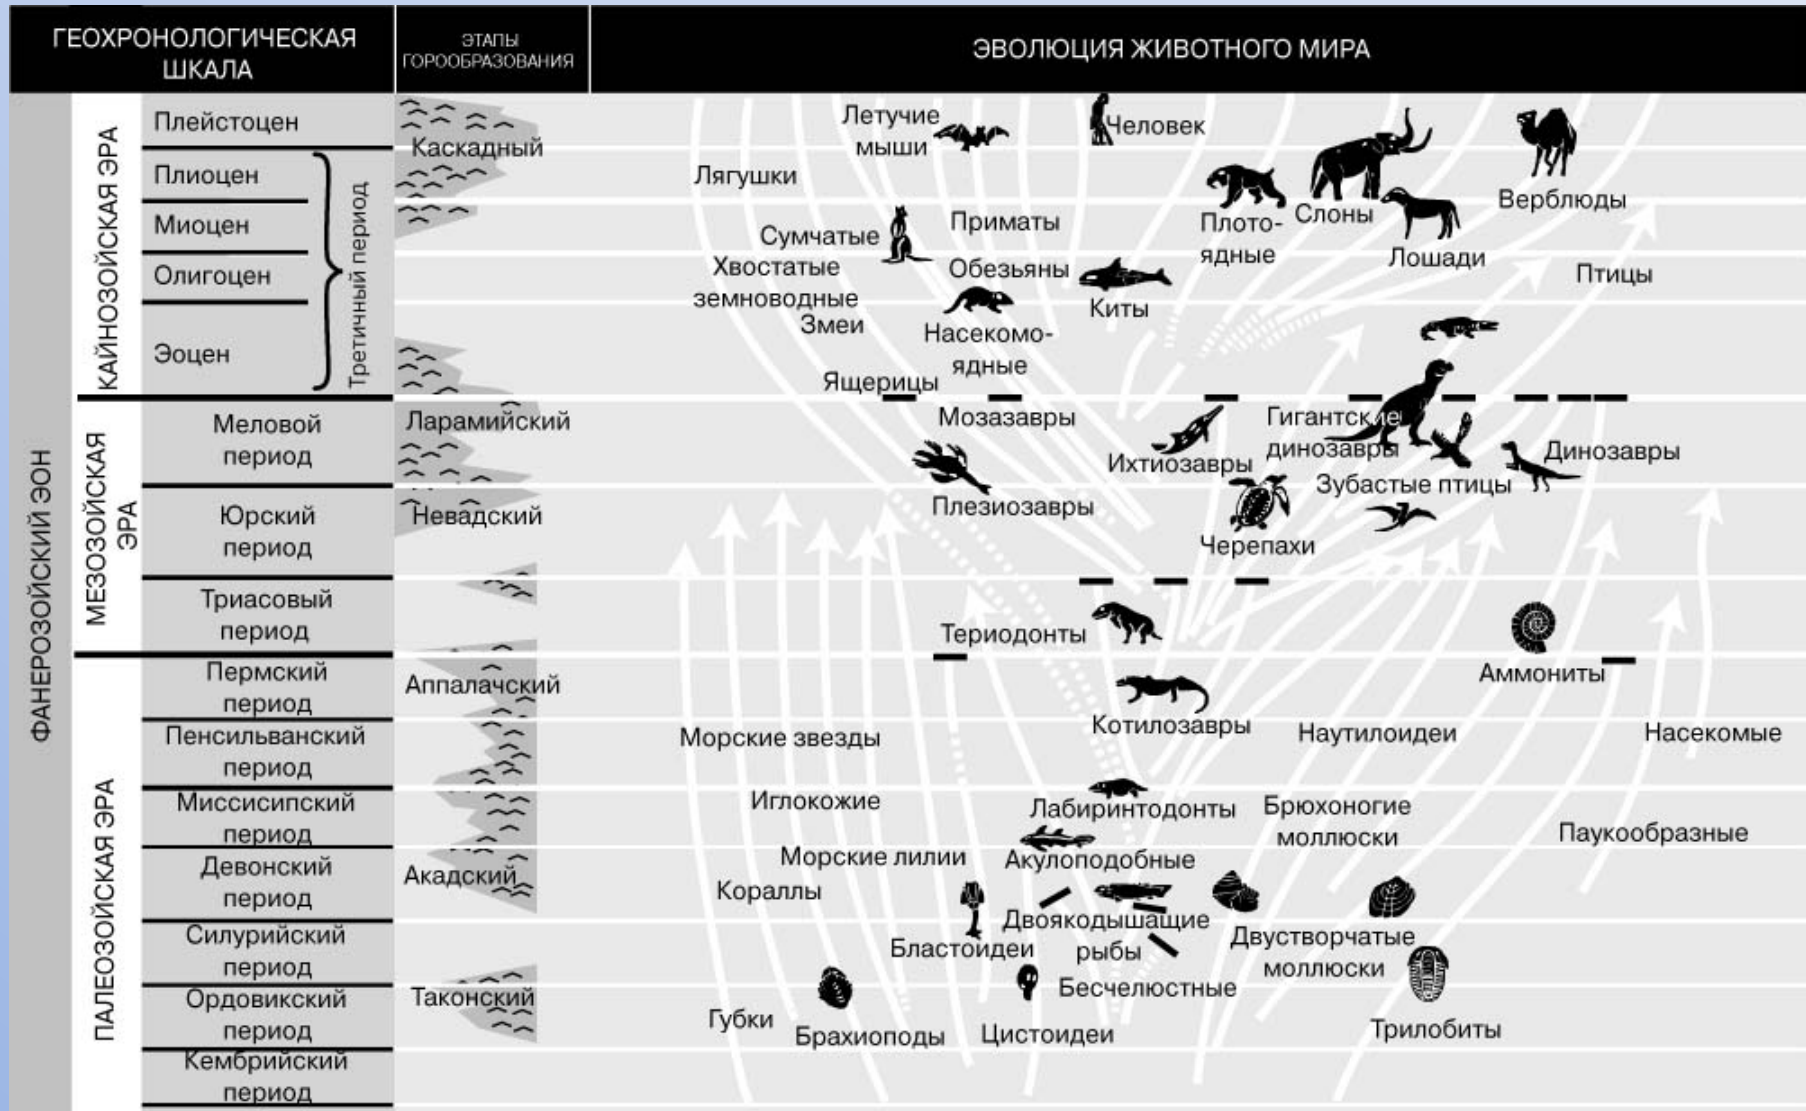 ГЕОХРОНОЛОГИЧЕСКАЯ
ШКАЛА
ЭТАПЫ
ГОРООБРАЗОВАНИЯ
ЭВОЛЮЦИЯ ЖИВОТНОГО МИРА
ФАНЕРОЗОЙСКИЙ ЭОН
КАЙНОЗОЙСКАЯ ЭРА
Плейстоцен
Плиоцен
Миоцен
Олигоцен
Эоцен
Третичный период
МЕЗОЗОЙСКАЯ
ЭРА
Меловой
период
Юрский
период
Триасовый
период
ПАЛЕОЗОЙСКАЯ ЭРА
Пермский
период
Пенсильванский
период
Миссисипский
период
Девонский
период
Силурийский
период
Ордовикский
период
Кембрийский
период
Каскадный
Ларамийский
Невадский
Аппалачский
Акадский
Таконский
Летучие
мыши
Человек
Лягушки
Верблюды
Слоны
Плото-
ядные
Приматы
Сумчатые
Лошади
Хвостатые
земноводные
Обезьяны
Птицы
Киты
Змеи
Насекомо-
ядные
Ящерицы
Мозазавры
Гигантские
динозавры
Ихтиозавры
Динозавры
Зубастые птицы
Плезиозавры
Черепахи
Териодонты
Аммониты
Котилозавры
Наутилоидеи
Насекомые
Морские звезды
Иглокожие
Лабиринтодонты
Брюхоногие
моллюски
Паукообразные
Морские лилии
Акулоподобные
Кораллы
Двоякодышащие
рыбы
Бластоидеи
Двустворчатые
моллюски
Бесчелюстные
Губки
Брахиоподы
Цистоидеи
Трилобиты